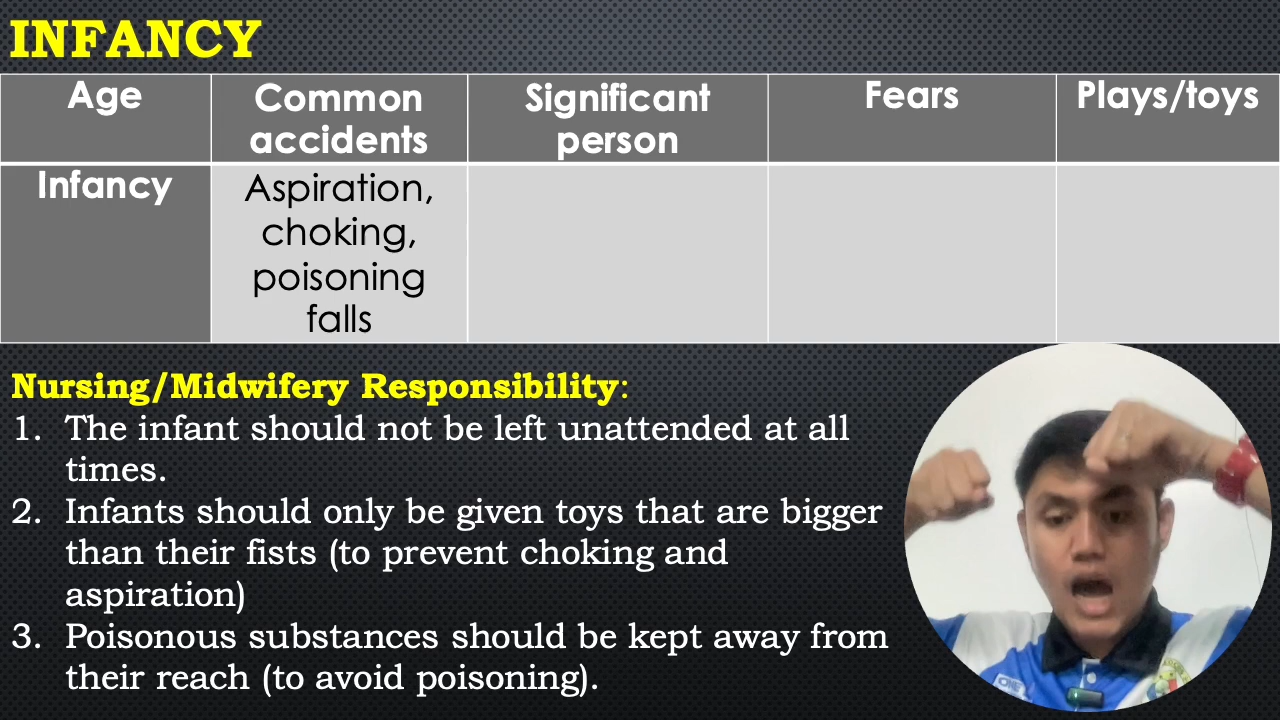 INFANCY
Age
Common
accidents
Significant
person
Fears
Plays/toys
Infancy
Aspiration,
choking,
poisoning
falls
Nursing/Midwifery Responsibility:
1. The infant should not be left unattended at all
times.
2. Infants should only be given toys that are bigger
than their fists (to prevent choking and
aspiration)
3. Poisonous substances should be kept away from
their reach (to avoid poisoning).